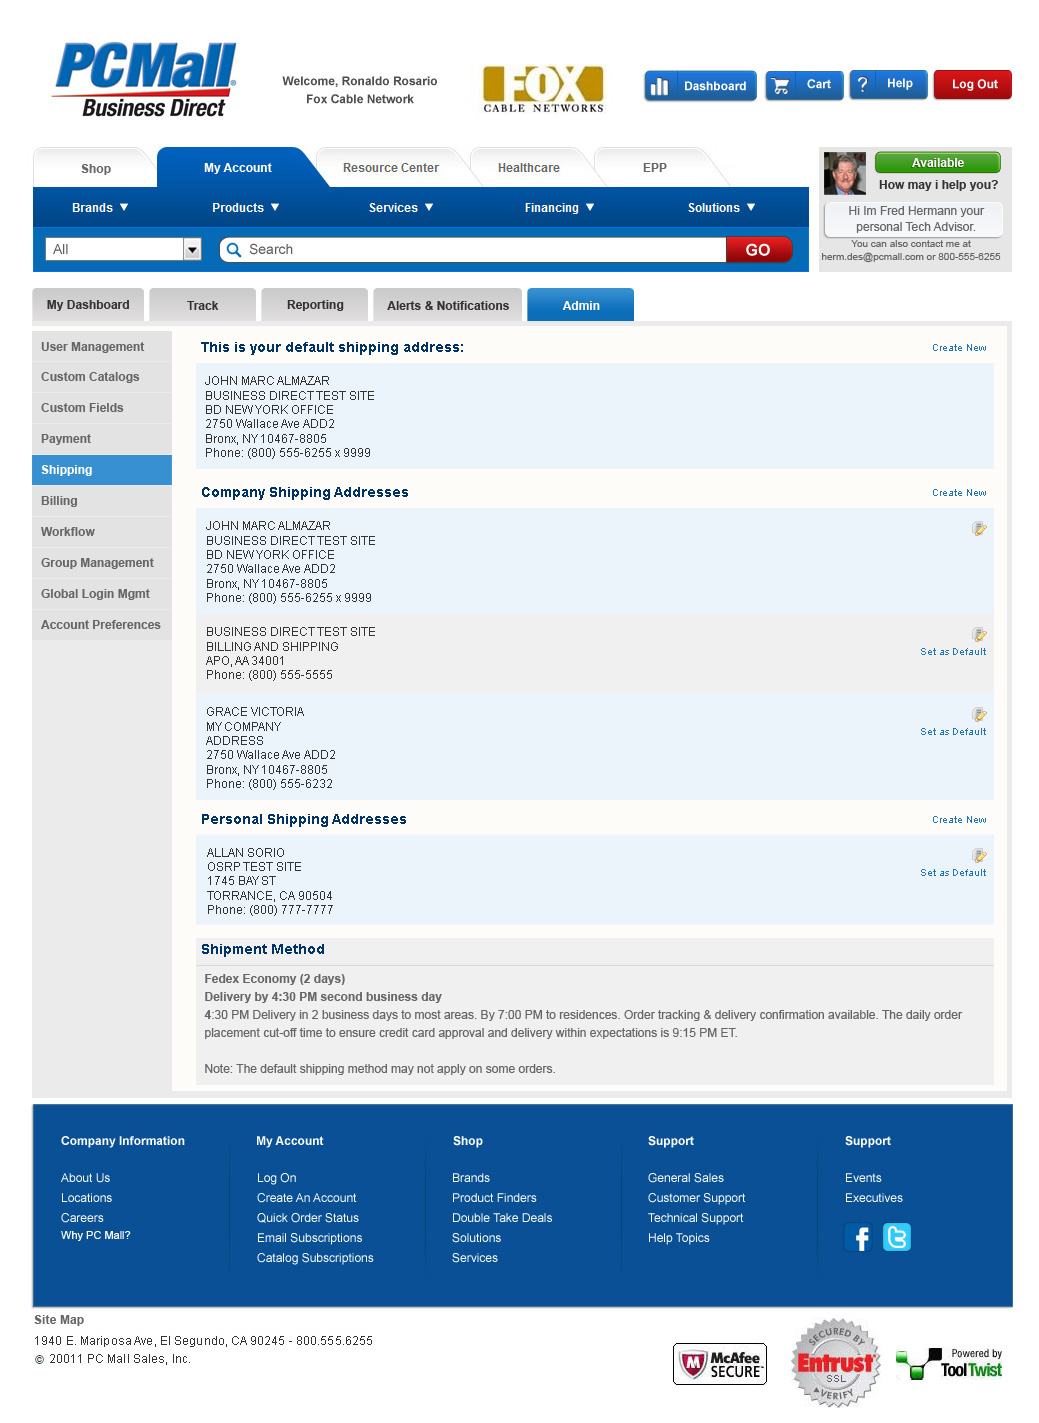 PCMall
Business Direct
Welcome, Ronaldo Rosario
Fox Cable Network
FOX
CABLE NETWORKS
Dashboard
Cart
? Help
Log Out
Shop
My Account
Resource Center
Healthcare
EPP
Available
How may i help you?
Hi Im Fred Hermann your
personal Tech Advisor.
You can also contact me at
herm.des@pcmall.com or 800-555-6255
Brands
Products
Services
Financing
Solutions
All
Search
GO
My Dashboard
Track
Reporting
Alerts & Notifications
Admin
User Management
Custom Catalogs
Custom Fields
Payment
Shipping
Billing
Workflow
Group Management
Global Login Mgmt
Account Preferences
This is your default shipping address:
Create New
JOHN MARC ALMAZAR
BUSINESS DIRECT TEST SITE
BD NEW YORK OFFICE
2750 Wallace Ave ADD2
Bronx, NY 10467-8805
Phone: (800) 555-6255 x 9999
Company Shipping Addresses
Create New
JOHN MARC ALMAZAR
BUSINESS DIRECT TEST SITE
BD NEW YORK OFFICE
2750 Wallace Ave ADD2
Bronx, NY 10467-8805
Phone: (800) 555-6255 x 9999
BUSINESS DIRECT TEST SITE
BILLING AND SHIPPING
APO, AA 34001
Phone: (800) 555-5555
Set as Default
GRACE VICTORIA
MY COMPANY
ADDRESS
2750 Wallace Ave ADD2
Bronx, NY 10467-8805
Phone: (800) 555-6232
Set as Default
Personal Shipping Addresses
Create New
ALLAN SORIO
OSRP TEST SITE
1745 BAY ST
TORRANCE, CA 90504
Phone: (800) 777-7777
Set as Default
Shipment Method
Fedex Economy (2 days)
Delivery by 4:30 PM second business day
4:30 PM Delivery in 2 business days to most areas. By 7:00 PM to residences. Order tracking & delivery confirmation available. The daily order
placement cut-off time to ensure credit card approval and delivery within expectations is 9:15 PM ET.
Note: The default shipping method may not apply on some orders.
Company Information
About Us
Locations
Careers
Why PC Mall?
My Account
Log On
Create An Account
Quick Order Status
Email Subscriptions
Catalog Subscriptions
Shop
Brands
Product Finders
Double Take Deals
Solutions
Services
Support
General Sales
Customer Support
Technical Support
Help Topics
Support
Events
Executives
f
t
Site Map
1940 E. Mariposa Ave, El Segundo, CA 90245 - 800.555.6255
© 20011 PC Mall Sales, Inc.
McAfee
SECURE™
SECURED BY
Entrust
SSL
VERIFY
Powered by
ToolTwist